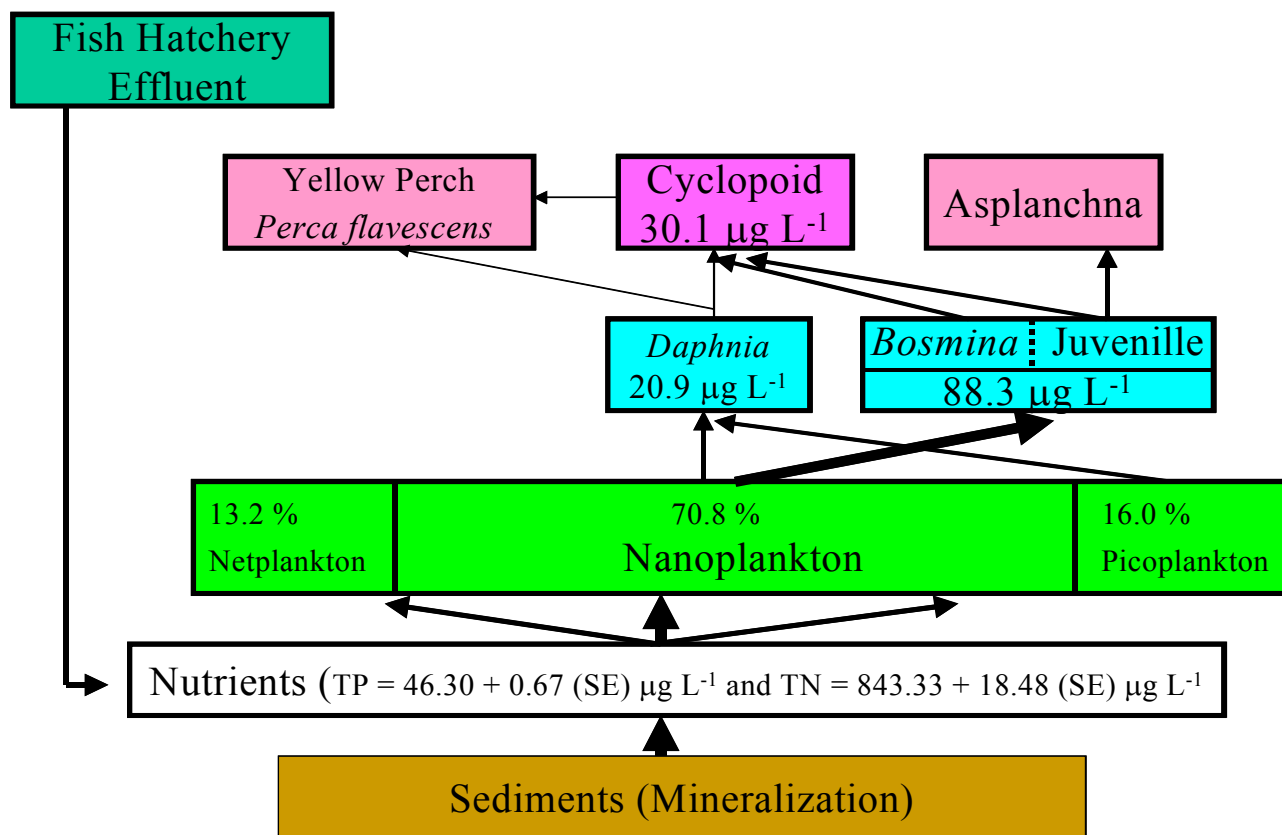 Fish Hatchery
Effluent
Yellow Perch
Perca flavescens
Cyclopoid
30.1 µg L⁻¹
Asplanchna
Daphnia
20.9 µg L⁻¹
Bosmina Juvenille
88.3 µg L⁻¹
13.2 %
Netplankton
70.8 %
Nanoplankton
16.0 %
Picoplankton
Nutrients (TP = 46.30 + 0.67 (SE) µg L⁻¹ and TN = 843.33 + 18.48 (SE) µg L⁻¹
Sediments (Mineralization)